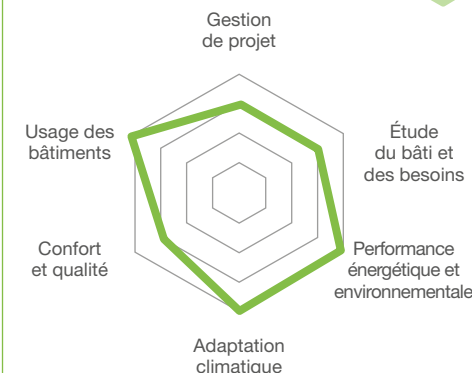 Gestion
de projet
Étude
du bâti et
des besoins
Performance
énergétique et
environnementale
Adaptation
climatique
Confort
et qualité
Usage des
bâtiments